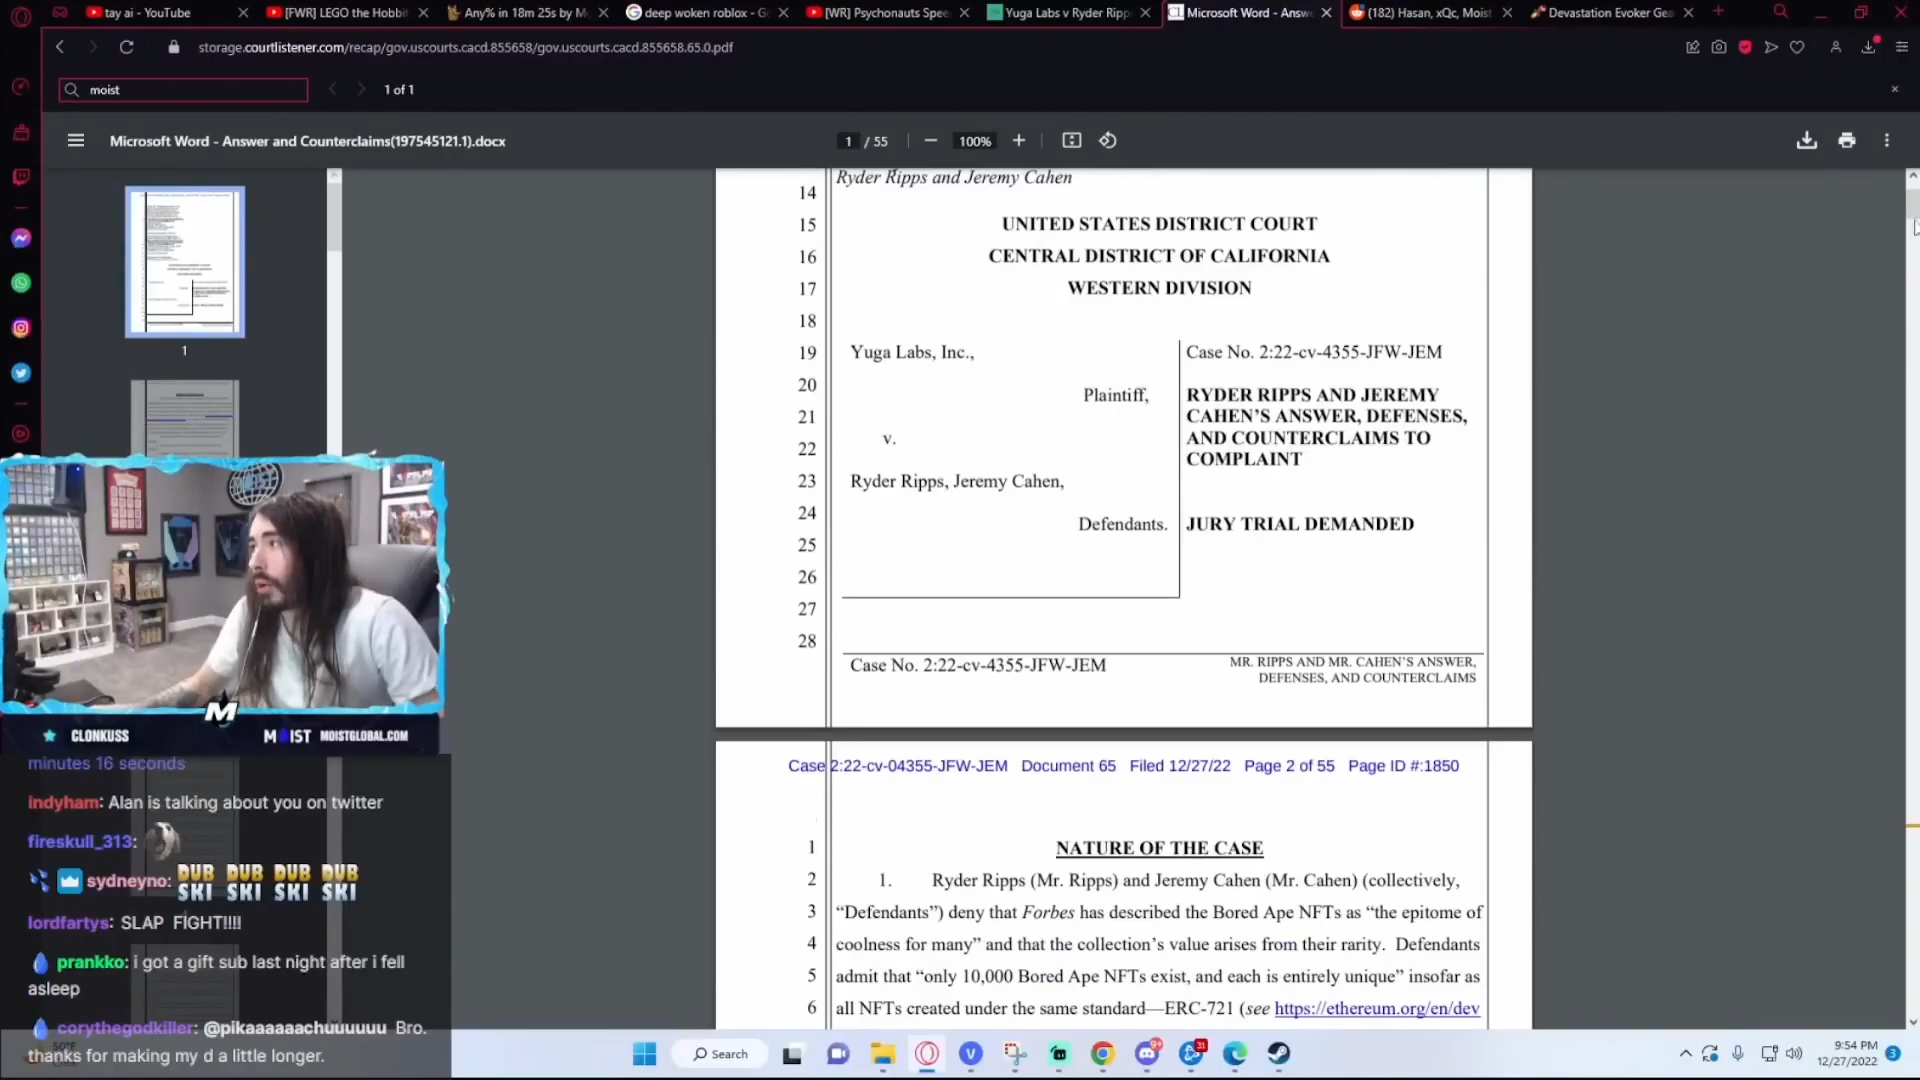 tay ai - YouTube
[FWR] LEGO the Hobbit
Any% in 18m 25s by M
deep woken roblox - G
[WR] Psychonauts Spee
Yuga Labs v Ryder Ripp
Microsoft Word - Answ
(182) Hasan, xQc, Moist
Devastation Evoker Gea
storage.courtlistener.com/recap/gov.uscourts.cacd.855658/gov.uscourts.cacd.855658.65.0.pdf
moist
1 of 1
Microsoft Word - Answer and Counterclaims(197545121.1).docx
1 / 55
100%
1
14 Ryder Ripps and Jeremy Cahen
15 UNITED STATES DISTRICT COURT
16 CENTRAL DISTRICT OF CALIFORNIA
17 WESTERN DIVISION
18
19 Yuga Labs, Inc., Case No. 2:22-cv-4355-JFW-JEM
20 Plaintiff, RYDER RIPPS AND JEREMY
21 CAHEN'S ANSWER, DEFENSES,
22 v. AND COUNTERCLAIMS TO
COMPLAINT
23 Ryder Ripps, Jeremy Cahen,
24 Defendants. JURY TRIAL DEMANDED
25
26
27
28
Case No. 2:22-cv-4355-JFW-JEM MR. RIPPS AND MR. CAHEN'S ANSWER,
DEFENSES, AND COUNTERCLAIMS
Case 2:22-cv-04355-JFW-JEM Document 65 Filed 12/27/22 Page 2 of 55 Page ID #:1850
1 NATURE OF THE CASE
2 1. Ryder Ripps (Mr. Ripps) and Jeremy Cahen (Mr. Cahen) (collectively,
3 “Defendants”) deny that Forbes has described the Bored Ape NFTs as “the epitome of
4 coolness for many” and that the collection’s value arises from their rarity. Defendants
5 admit that “only 10,000 Bored Ape NFTs exist, and each is entirely unique” insofar as
6 all NFTs created under the same standard—ERC-721 (see https://ethereum.org/en/dev
M
CLONKUSS M IST MOISTGLOBAL.COM
minutes 16 seconds
indyham: Alan is talking about you on twitter
fireskull_313:
sydneyno: DUB SKI DUB SKI DUB SKI DUB SKI
lordfartys: SLAP FIGHT!!!!
prankko: i got a gift sub last night after i fell
asleep
corythegodkiller: @pikaaaaaachuuuuuu Bro.
thanks for making my d a little longer.
Search
9+
31
9:54 PM
12/27/2022
3